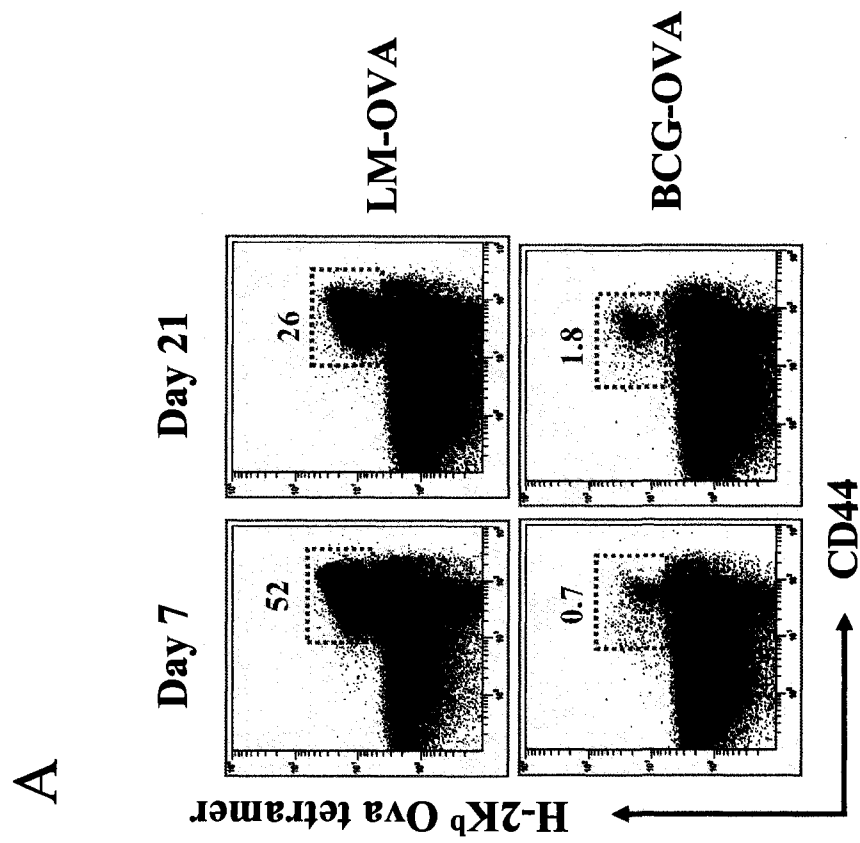 A
Day 7
Day 21
52
26
LM-OVA
0.7
1.8
BCG-OVA
H-2Kᵇ Ova tetramer
CD44